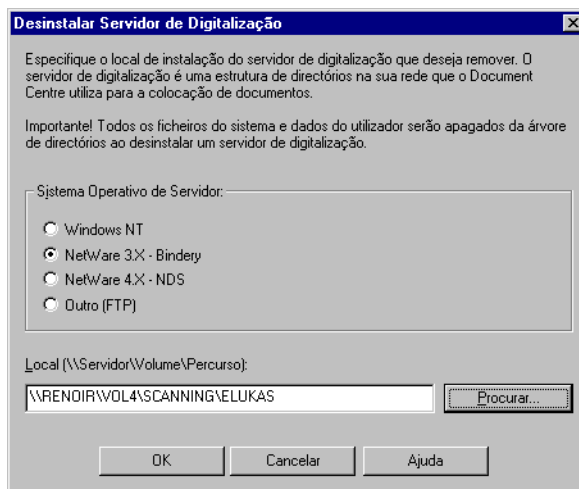 Desinstalar Servidor de Digitalização
Especifique o local de instalação do servidor de digitalização que deseja remover. O
servidor de digitalização é uma estrutura de directórios na sua rede que o Document
Centre utiliza para a colocação de documentos.
Importante! Todos os ficheiros do sistema e dados do utilizador serão apagados da árvore
de directórios ao desinstalar um servidor de digitalização.
Sistema Operativo de Servidor:
Windows NT
NetWare 3.X - Bindery
NetWare 4.X - NDS
Outro (FTP)
Local (\\Servidor\Volume\Percurso):
\\RENOIR\VOL4\SCANNING\ELUKAS
Procurar...
OK
Cancelar
Ajuda